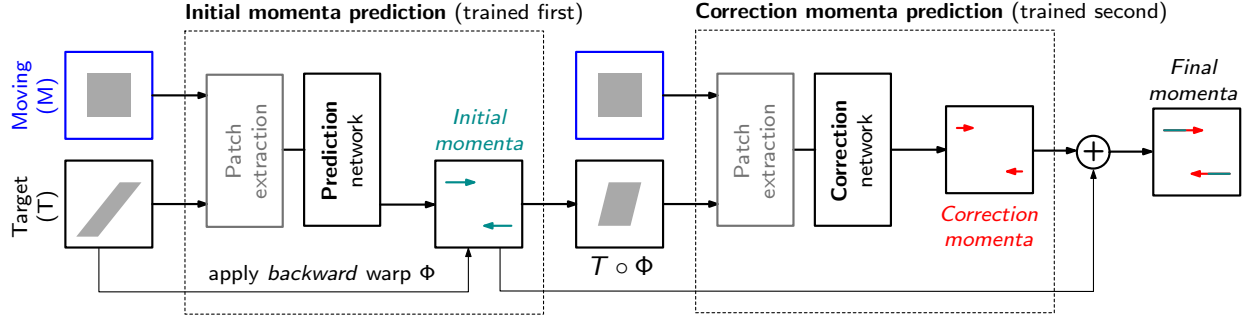 Initial momenta prediction (trained first)
Correction momenta prediction (trained second)
Moving
(M)
Target
(T)
Patch
extraction
Prediction
network
Initial
momenta
apply backward warp Φ
T ∘ Φ
Patch
extraction
Correction
network
Correction
momenta
+
Final
momenta